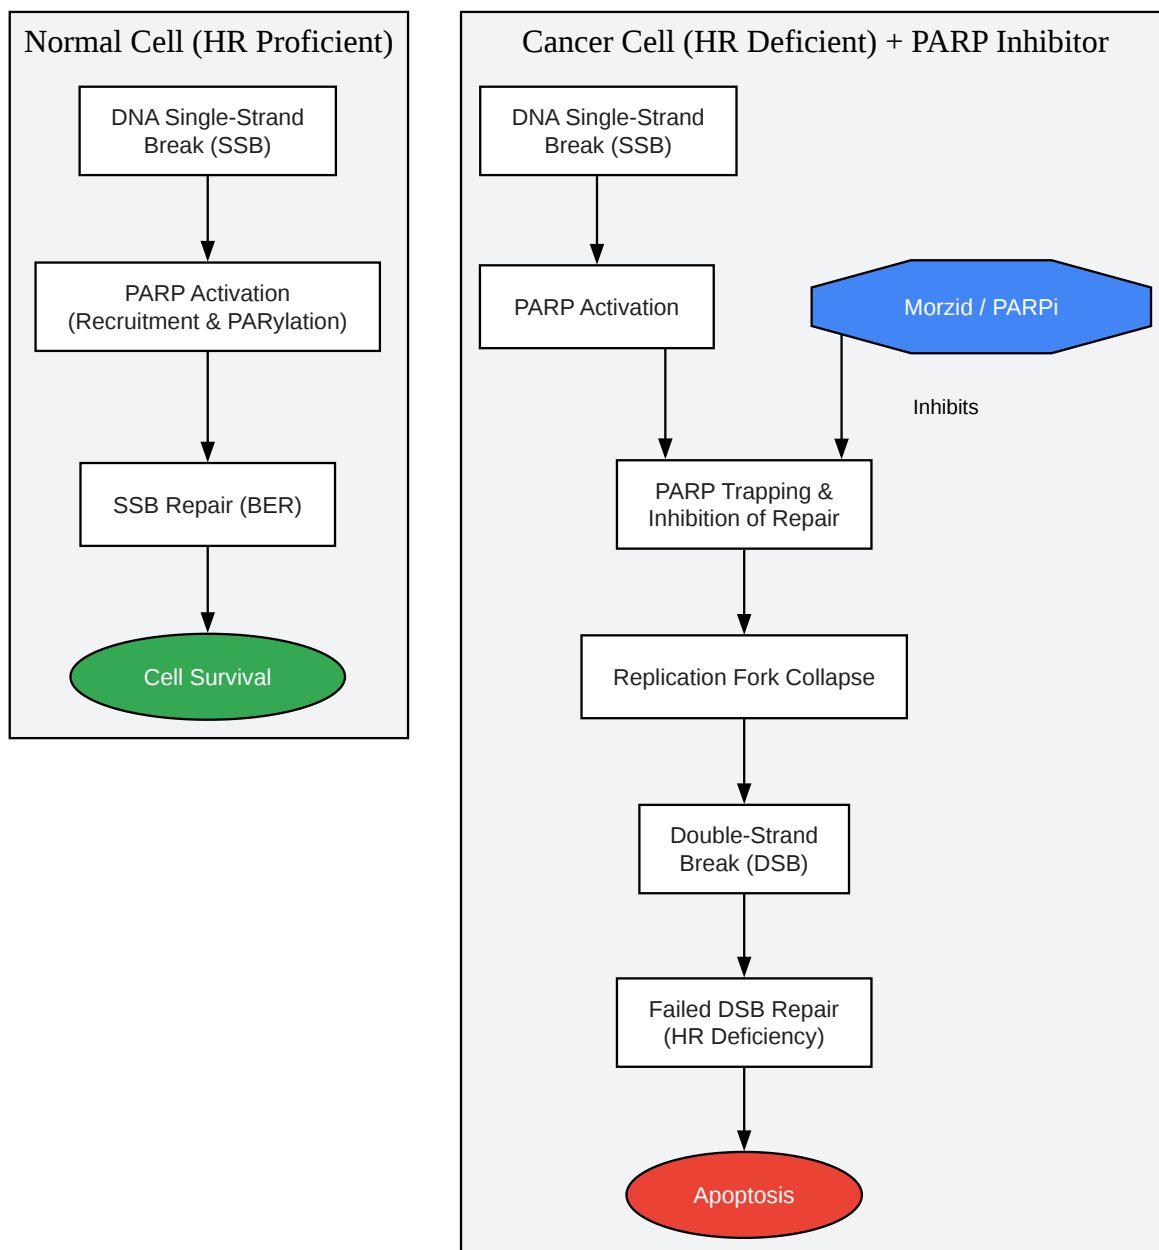 Normal Cell (HR Proficient)
DNA Single-Strand
Break (SSB)
PARP Activation
(Recruitment & PARylation)
SSB Repair (BER)
Cell Survival
Cancer Cell (HR Deficient) + PARP Inhibitor
DNA Single-Strand
Break (SSB)
PARP Activation
Morzid / PARPi
Inhibits
PARP Trapping &
Inhibition of Repair
Replication Fork Collapse
Double-Strand
Break (DSB)
Failed DSB Repair
(HR Deficiency)
Apoptosis